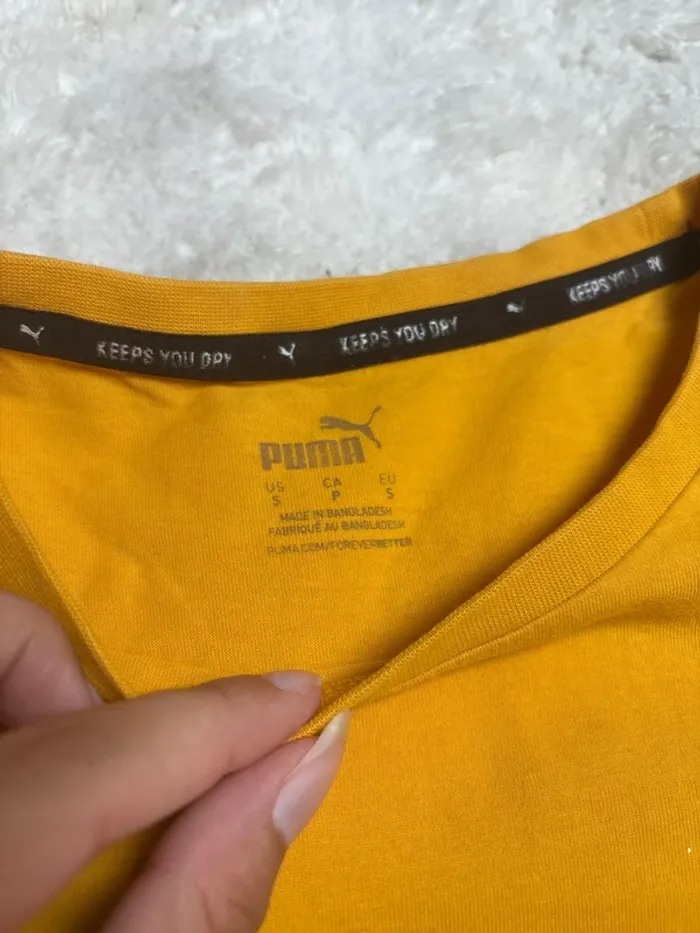 KEEPS YOU DRY KEEPS YOU DRY KEEPS YOU DRY
PUMA
US CA EU
S P S
MADE IN BANGLADESH
FABRIQUÉ AU BANGLADESH
PUMA.COM/FOREVERBETTER